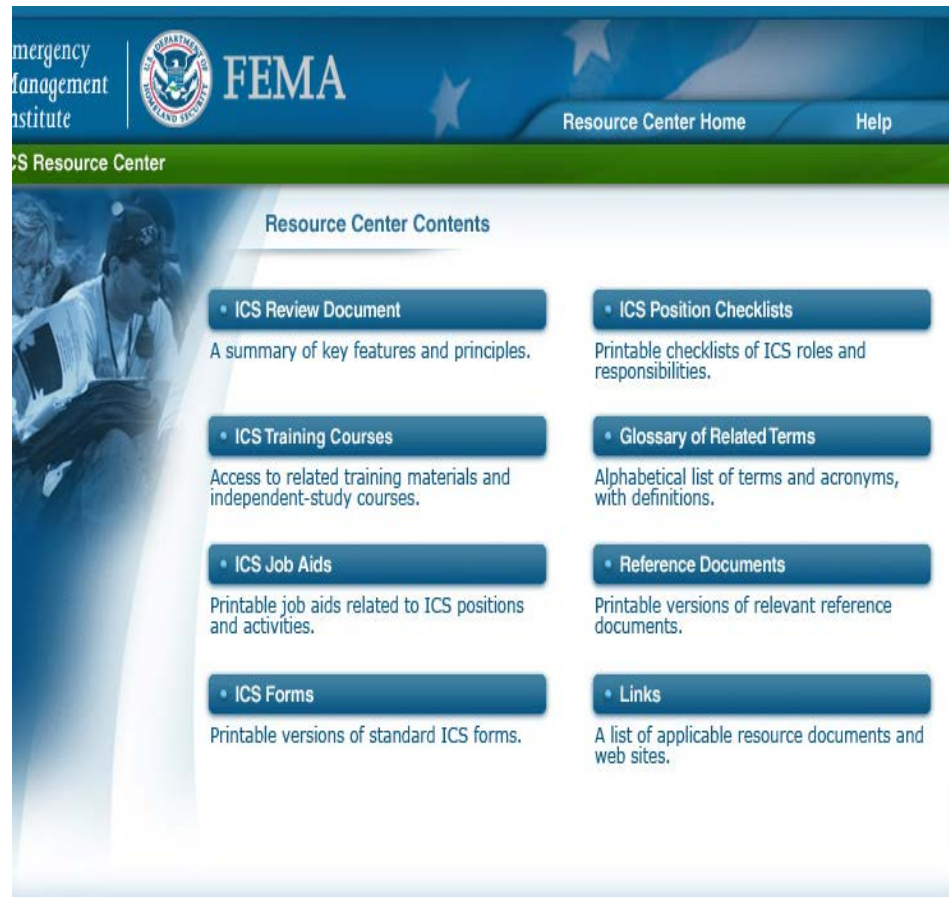 mergency
Management
nstitute
U.S. DEPARTMENT OF
HOMELAND SECURITY
FEMA
Resource Center Home
Help
CS Resource Center
Resource Center Contents
• ICS Review Document
A summary of key features and principles.
• ICS Position Checklists
Printable checklists of ICS roles and
responsibilities.
• ICS Training Courses
Access to related training materials and
independent-study courses.
• Glossary of Related Terms
Alphabetical list of terms and acronyms,
with definitions.
• ICS Job Aids
Printable job aids related to ICS positions
and activities.
• Reference Documents
Printable versions of relevant reference
documents.
• ICS Forms
Printable versions of standard ICS forms.
• Links
A list of applicable resource documents and
web sites.